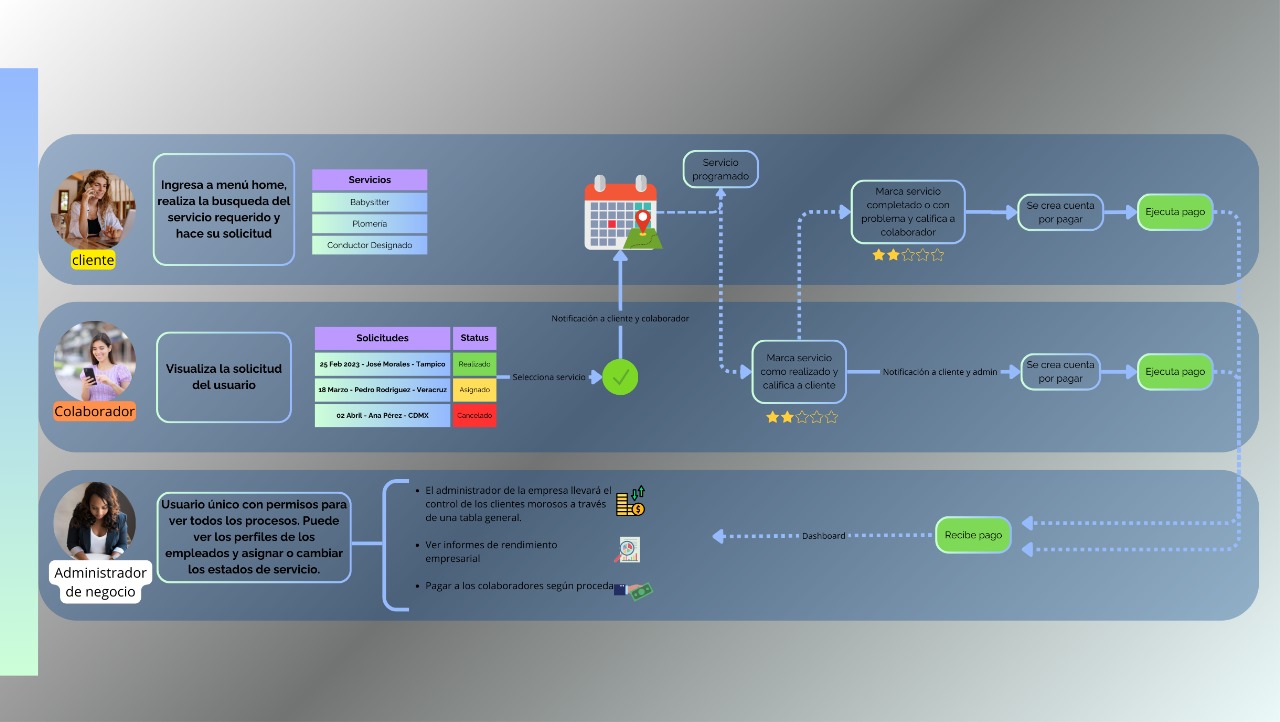 cliente
Ingresa a menú home,
realiza la busqueda del
servicio requerido y
hace su solicitud
Servicios
Babysitter
Plomería
Conductor Designado
Servicio
programado
Marca servicio
completado o con
problema y califica a
colaborador
Se crea cuenta
por pagar
Ejecuta pago
Notificación a cliente y colaborador
Colaborador
Visualiza la solicitud
del usuario
Solicitudes
Status
25 Feb 2023 - José Morales - Tampico
Realizado
18 Marzo - Pedro Rodriguez - Veracruz
Asignado
02 Abril - Ana Pérez - CDMX
Cancelado
Selecciona servicio
Marca servicio
como realizado y
califica a cliente
Notificación a cliente y admin
Se crea cuenta
por pagar
Ejecuta pago
Administrador
de negocio
Usuario único con permisos para
ver todos los procesos. Puede
ver los perfiles de los
empleados y asignar o cambiar
los estados de servicio.
• El administrador de la empresa llevará el
control de los clientes morosos a través
de una tabla general.
• Ver informes de rendimiento
empresarial
• Pagar a los colaboradores según proceda
Dashboard
Recibe pago